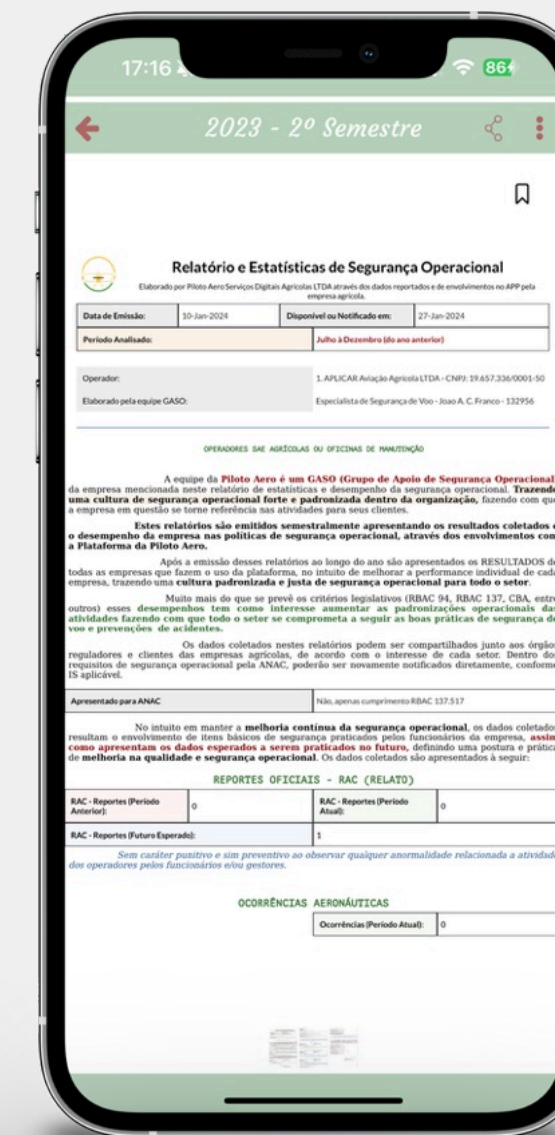 17:16
86
2023 - 2º Semestre
Relatório e Estatísticas de Segurança Operacional
Elaborado por Piloto Aero Serviços Digitais Agrícolas LTDA através dos dados reportados e de envolvimentos no APP pela
empresa agrícola.
Data de Emissão: 10-Jan-2024 Disponível ou Notificado em: 27-Jan-2024
Período Analisado: Julho à Dezembro (do ano anterior)
Operador: 1. APLICAR Aviação Agrícola LTDA - CNPJ: 19.657.336/0001-50
Elaborado pela equipe GASO: Especialista de Segurança de Voo - Joao A. C. Franco - 132956
OPERADORES SAE AGRÍCOLAS OU OFICINAS DE MANUTENÇÃO
A equipe da Piloto Aero é um GASO (Grupo de Apoio de Segurança Operacional)
da empresa mencionada neste relatório de estatísticas e desempenho da segurança operacional. Trazendo
uma cultura de segurança operacional forte e padronizada dentro da organização, fazendo com que
a empresa em questão se torne referência nas atividades para seus clientes.
Estes relatórios são emitidos semestralmente apresentando os resultados coletados e
o desempenho da empresa nas políticas de segurança operacional, através dos envolvimentos com
a Plataforma da Piloto Aero.
Após a emissão desses relatórios ao longo do ano são apresentados os RESULTADOS de
todas as empresas que fazem o uso da plataforma, no intuito de melhorar a performance individual de cada
empresa, trazendo uma cultura padronizada e justa de segurança operacional para todo o setor.
Muito mais do que se prevê os critérios legislativos (RBAC 94, RBAC 137, CBA, entre
outros) esses desempenhos tem como interesse aumentar as padronizações operacionais das
atividades fazendo com que todo o setor se comprometa a seguir as boas práticas de segurança de
voo e prevenções de acidentes.
Os dados coletados nestes relatórios podem ser compartilhados junto aos órgãos
reguladores e clientes das empresas agrícolas, de acordo com o interesse de cada setor. Dentro dos
requisitos de segurança operacional pela ANAC, poderão ser novamente notificados diretamente, conforme
IS aplicável.
Apresentado para ANAC Não, apenas cumprimento RBAC 137.517
No intuito em manter a melhoria contínua da segurança operacional, os dados coletados
resultam o envolvimento de itens básicos de segurança praticados pelos funcionários da empresa, assim
como apresentam os dados esperados a serem praticados no futuro, definindo uma postura e prática
de melhoria na qualidade e segurança operacional. Os dados coletados são apresentados à seguir:
REPORTES OFICIAIS - RAC (RELATO)
RAC - Reportes (Período Anterior): 0 RAC - Reportes (Período Atual): 0
RAC - Reportes (Futuro Esperado): 1
Sem caráter punitivo e sim preventivo ao observar qualquer anormalidade relacionada a atividade
dos operadores pelos funcionários e/ou gestores.
OCORRÊNCIAS AERONÁUTICAS
Ocorrências (Período Atual): 0